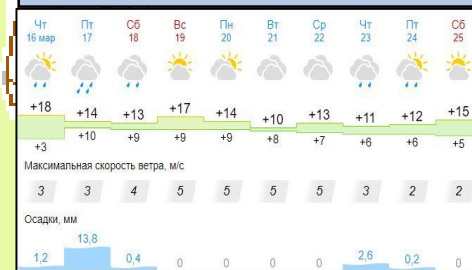 Чт Пт Сб Вс Пн Вт Ср Чт Пт Сб
16 мар 17 18 19 20 21 22 23 24 25
+18 +14 +13 +17 +14 +10 +13 +11 +12 +15
+3 +10 +9 +9 +9 +8 +7 +6 +6 +5
Максимальная скорость ветра, м/с
3 3 4 5 5 5 5 3 2 2
Осадки, мм
1,2 13,8 0,4 0 0 0 0 2,6 0,2 0